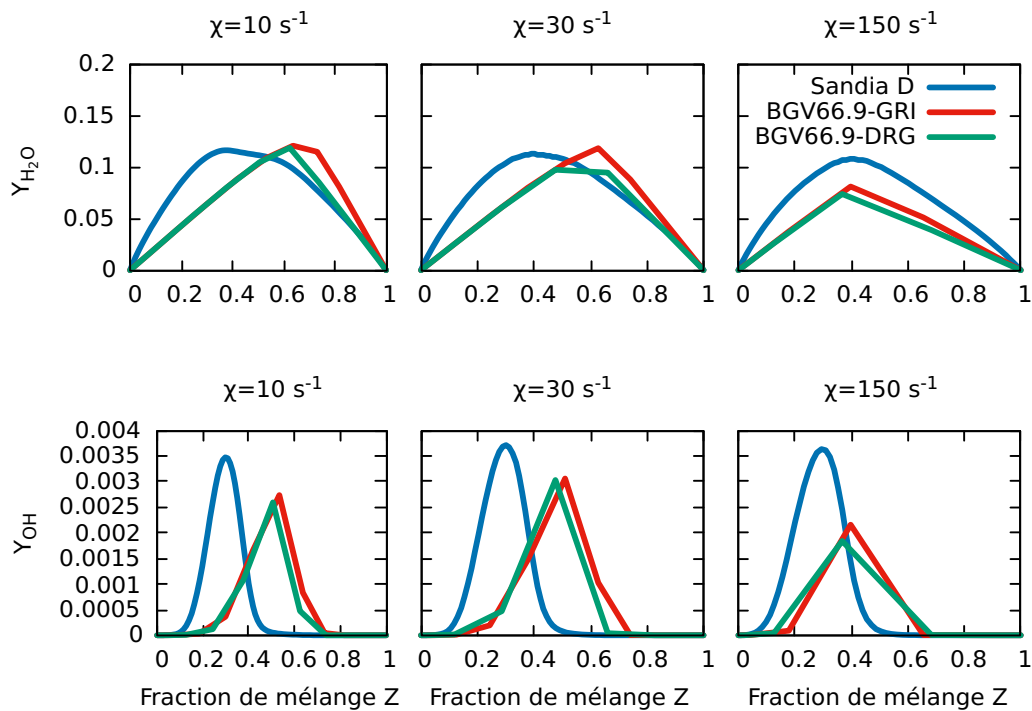 χ=10 s-1 χ=30 s-1 χ=150 s-1
0.2
0.15
0.1
0.05
0
YH2O
0 0.2 0.4 0.6 0.8 1
0 0.2 0.4 0.6 0.8 1
0 0.2 0.4 0.6 0.8 1
Sandia D
BGV66.9-GRI
BGV66.9-DRG
χ=10 s-1 χ=30 s-1 χ=150 s-1
0.004
0.0035
0.003
0.0025
0.002
0.0015
0.001
0.0005
0
YOH
0 0.2 0.4 0.6 0.8 1
0 0.2 0.4 0.6 0.8 1
0 0.2 0.4 0.6 0.8 1
Fraction de mélange Z Fraction de mélange Z Fraction de mélange Z